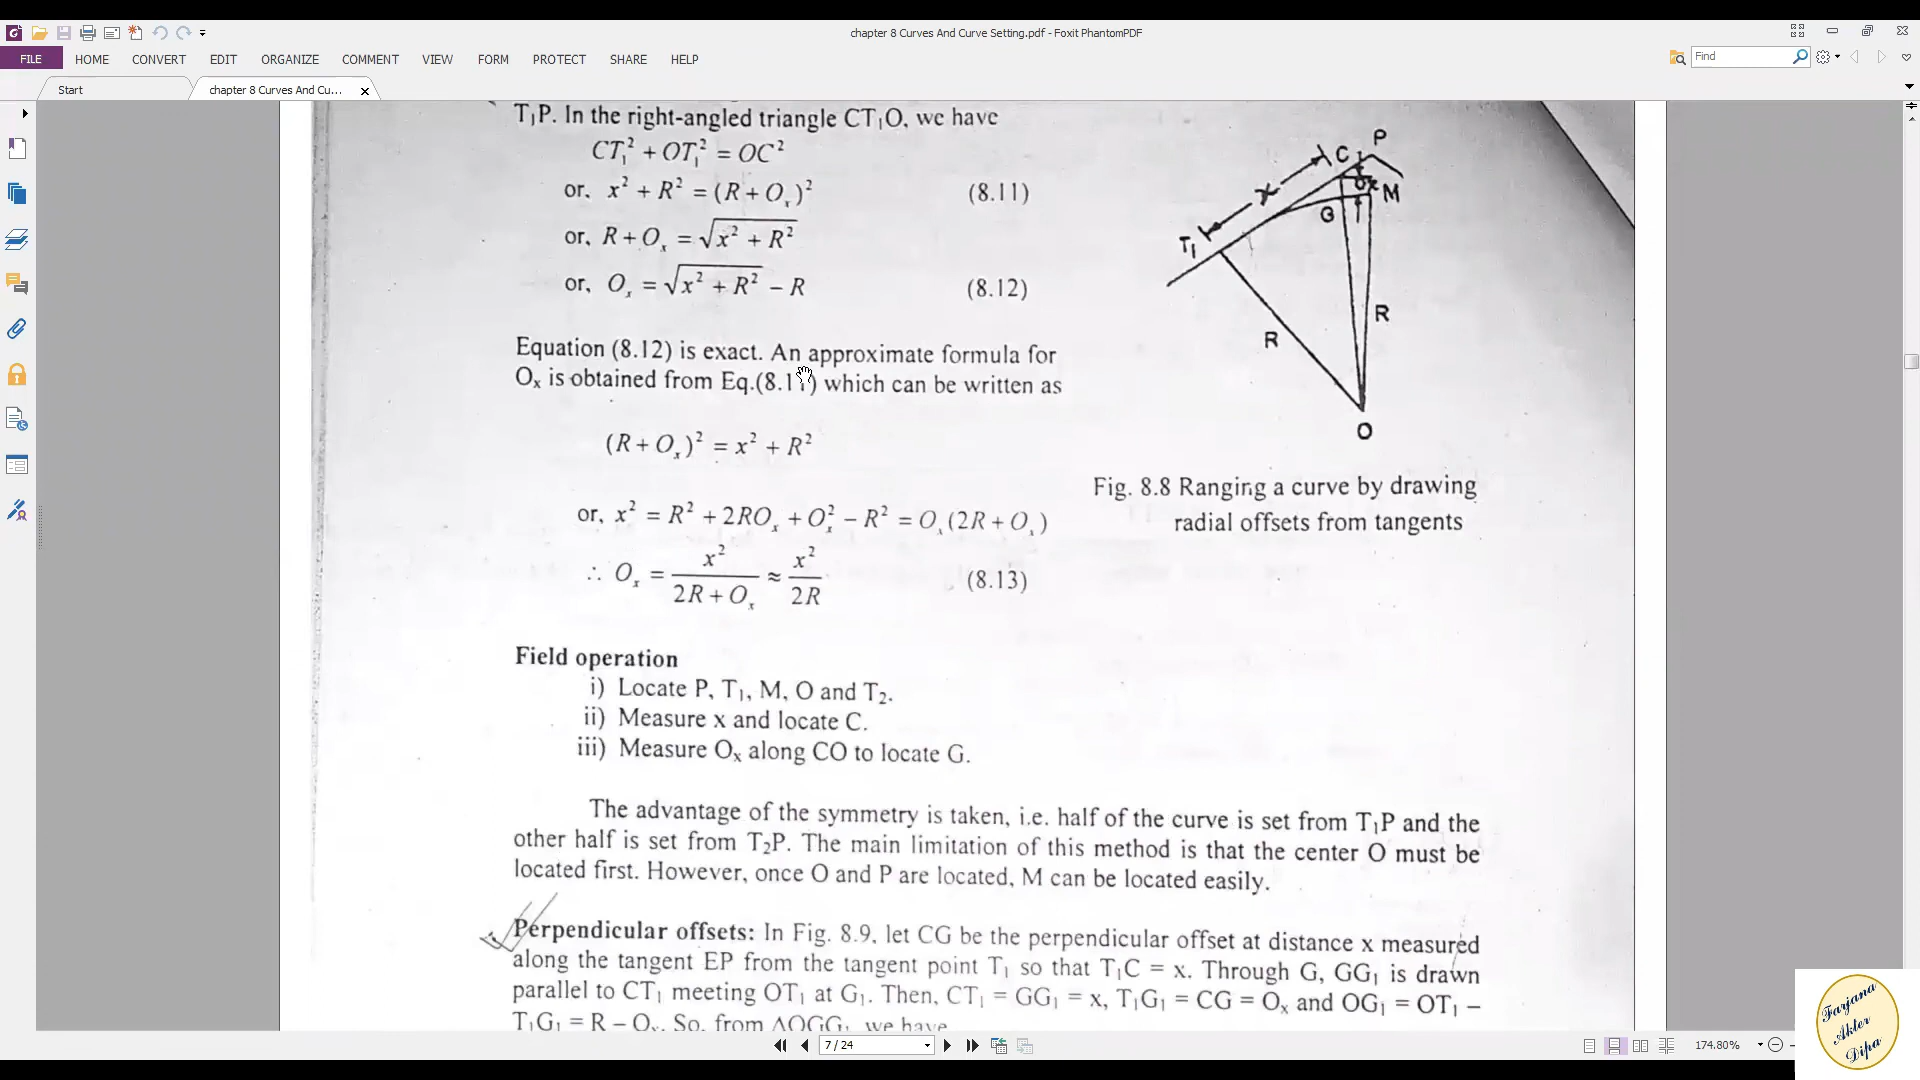 chapter 8 Curves And Curve Setting.pdf - Foxit PhantomPDF
FILE HOME CONVERT EDIT ORGANIZE COMMENT VIEW FORM PROTECT SHARE HELP
Find
Start
chapter 8 Curves And Cu...
T₁P. In the right-angled triangle CT₁O, we have
CT₁² + OT₁² = OC²
or, x² + R² = (R + Oₓ)² (8.11)
or, R + Oₓ = √(x² + R²)
or, Oₓ = √(x² + R²) – R (8.12)
Equation (8.12) is exact. An approximate formula for
Oₓ is obtained from Eq.(8.11) which can be written as
(R + Oₓ)² = x² + R²
or, x² = R² + 2ROₓ + Oₓ² – R² = Oₓ(2R + Oₓ)
∴ Oₓ = x²/(2R + Oₓ) ≈ x²/2R (8.13)
P
C
x
Oₓ
M
G
T₁
R
R
O
Fig. 8.8 Ranging a curve by drawing
radial offsets from tangents
Field operation
i) Locate P, T₁, M, O and T₂.
ii) Measure x and locate C.
iii) Measure Oₓ along CO to locate G.
The advantage of the symmetry is taken, i.e. half of the curve is set from T₁P and the
other half is set from T₂P. The main limitation of this method is that the center O must be
located first. However, once O and P are located, M can be located easily.
Perpendicular offsets: In Fig. 8.9, let CG be the perpendicular offset at distance x measured
along the tangent EP from the tangent point T₁ so that T₁C = x. Through G, GG₁ is drawn
parallel to CT₁ meeting OT₁ at G₁. Then, CT₁ = GG₁ = x, T₁G₁ = CG = Oₓ and OG₁ = OT₁ –
T₁G₁ = R – Oₓ. So, from ΔOGG₁, we have
7 / 24
174.80%
Farjana
Akter
Dipa